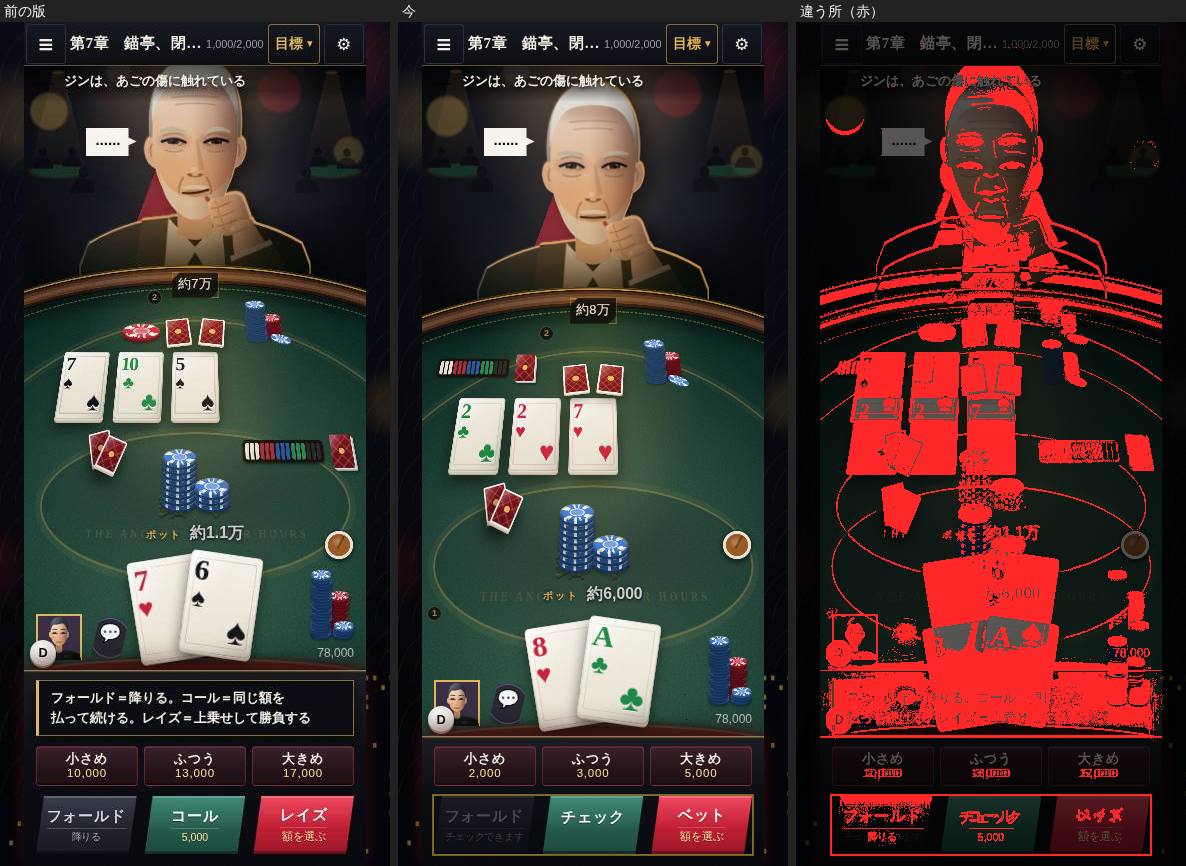 前の版
☰ 第7章 錨亭、閉… 1,000/2,000 目標▼ ⚙
ジンは、あごの傷に触れている
……
約7万
2
7 10 5
THE AN
ポット 約1.1万
R HOURS
7 6
D
78,000
フォールド＝降りる。コール＝同じ額を
払って続ける。レイズ＝上乗せして勝負する
小さめ ふつう 大きめ
10,000 13,000 17,000
フォールド コール レイズ
降りる 5,000 額を選ぶ
今
☰ 第7章 錨亭、閉… 1,000/2,000 目標▼ ⚙
ジンは、あごの傷に触れている
……
約8万
2
2 2 7
ポット 約6,000
THE AN
R HOURS
1
8 A
D
78,000
小さめ ふつう 大きめ
2,000 3,000 5,000
フォールド チェック ベット
チェックできます 額を選ぶ
違う所（赤）
☰ 第7章 錨亭、閉… 1,000/2,000 目標▼ ⚙
ジンは、あごの傷に触れている
……
78,000
小さめ ふつう 大きめ
フォールド
降りる 5,000 額を選ぶ